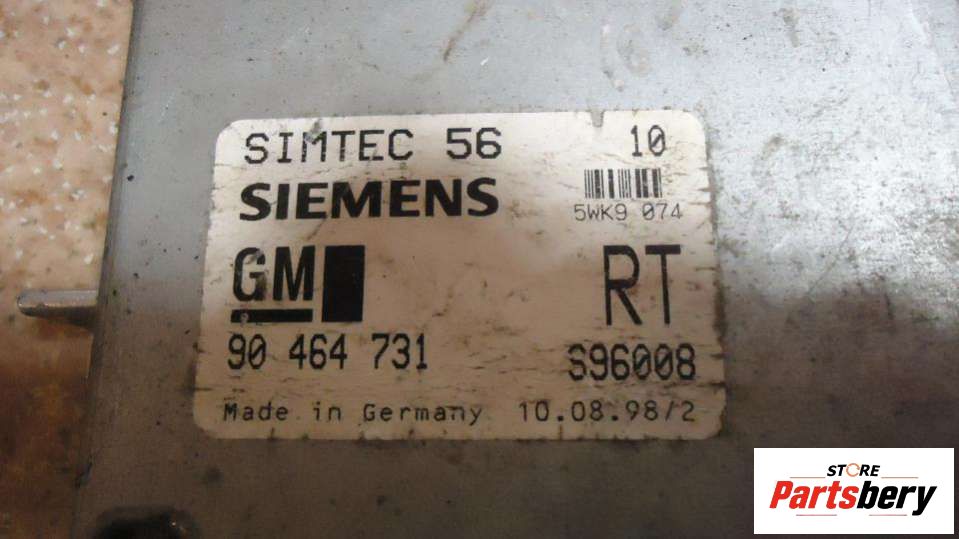 SIMTEC 56 10
SIEMENS
5WK9 074
GM RT
90 464 731 S96008
Made in Germany 10.08.98/2
STORE
Partsbery